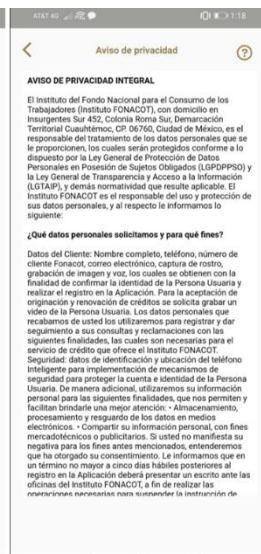 AT&T 4G
1:18
Aviso de privacidad
AVISO DE PRIVACIDAD INTEGRAL
El Instituto del Fondo Nacional para el Consumo de los
Trabajadores (Instituto FONACOT), con domicilio en
Insurgentes Sur 452, Colonia Roma Sur, Demarcación
Territorial Cuauhtémoc, CP. 06760, Ciudad de México, es el
responsable del tratamiento de los datos personales que se
le proporcionen, los cuales serán protegidos conforme a lo
dispuesto por la Ley General de Protección de Datos
Personales en Posesión de Sujetos Obligados (LGPDPPSO) y
la Ley General de Transparencia y Acceso a la Información
(LGTAIP), y demás normatividad que resulte aplicable. El
Instituto FONACOT es el responsable del uso y protección de
sus datos personales, y al respecto le informamos lo
siguiente:
¿Qué datos personales solicitamos y para qué fines?
Datos del Cliente: Nombre completo, teléfono, número de
cliente Fonacot, correo electrónico, captura de rostro,
grabación de imagen y voz, los cuales se obtienen con la
finalidad de confirmar la identidad de la Persona Usuaria y
realizar el registro en la Aplicación. Para la aceptación de
originación y renovación de créditos se solicita grabar un
video de la Persona Usuaria. Los datos personales que
recabamos de usted los utilizaremos para registrar y dar
seguimiento a sus consultas y reclamaciones con las
siguientes finalidades, las cuales son necesarias para el
servicio de crédito que ofrece el Instituto FONACOT.
Seguridad: datos de identificación y ubicación del teléfono
Inteligente para implementación de mecanismos de
seguridad para proteger la cuenta e identidad de la Persona
Usuaria. De manera adicional, utilizaremos su información
personal para las siguientes finalidades, que nos permiten y
facilitan brindarle una mejor atención: • Almacenamiento,
procesamiento y resguardo de los datos en medios
electrónicos. • Compartir su información personal, con fines
mercadotécnicos o publicitarios. Si usted no manifiesta su
negativa para los fines antes mencionados, entenderemos
que ha otorgado su consentimiento. Le informamos que en
un término no mayor a cinco días hábiles posteriores al
registro en la Aplicación deberá presentar un escrito ante las
oficinas del Instituto FONACOT, a fin de realizar las
operaciones necesarias para suspender la instrucción de